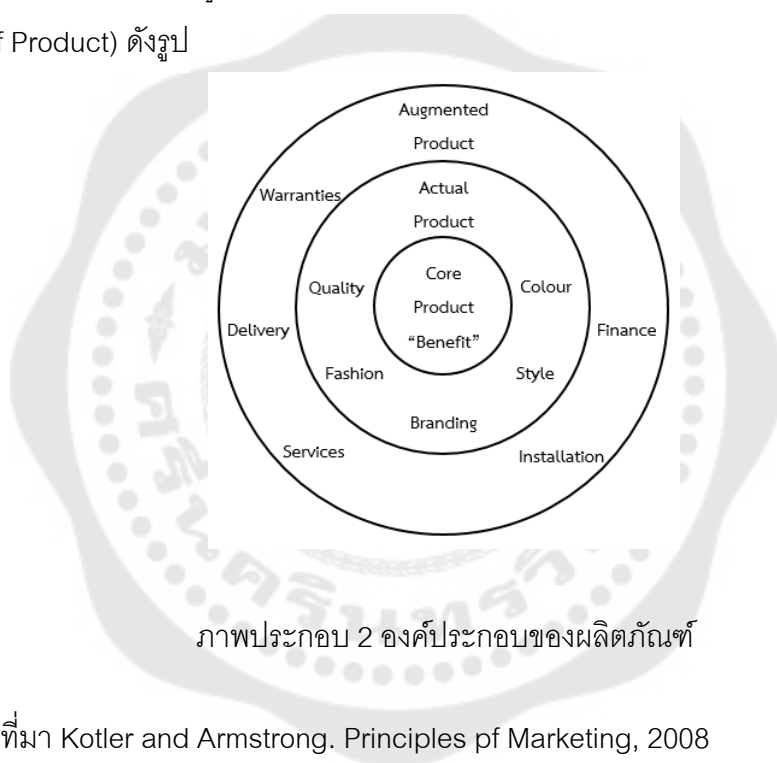 f Product) ดังรูป
Augmented
Product
Warranties
Actual
Product
Quality
Core
Product
“Benefit”
Colour
Delivery
Finance
Fashion
Style
Branding
Services
Installation
ภาพประกอบ 2 องค์ประกอบของผลิตภัณฑ์
ที่มา Kotler and Armstrong. Principles pf Marketing, 2008